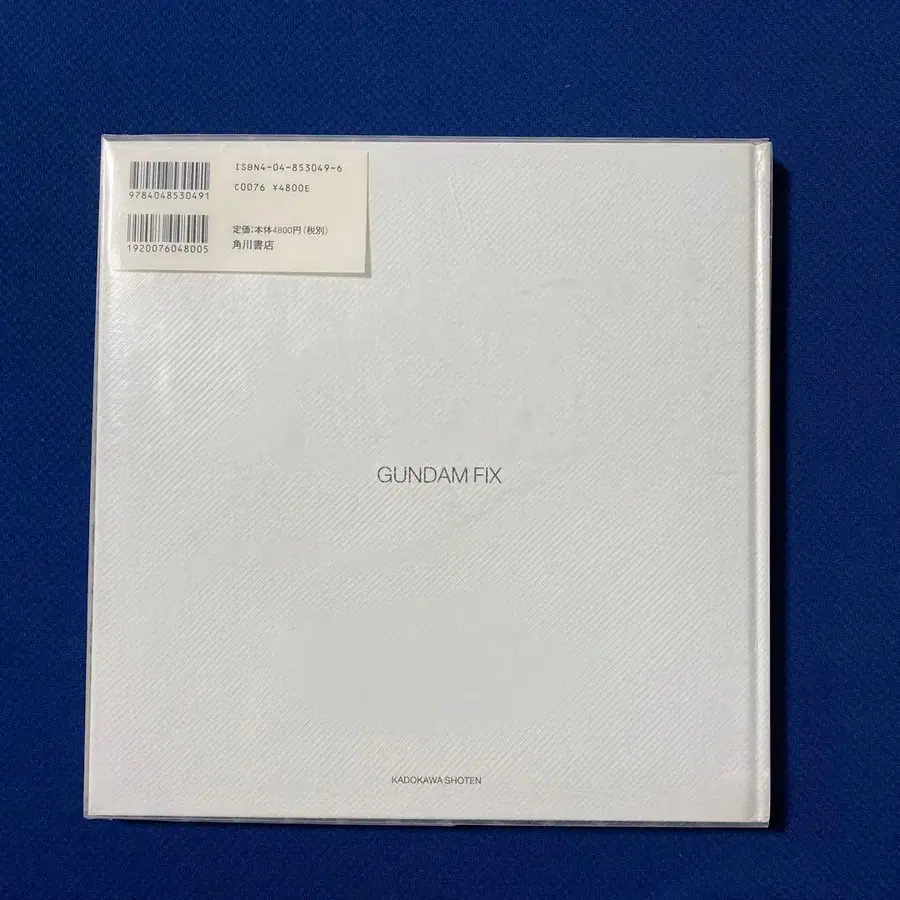 ISBN4-04-853049-6
9784048530491
C0076 ¥4800E
1920076048005
定価:本体4800円(税別)
角川書店
GUNDAM FIX
KADOKAWA SHOTEN